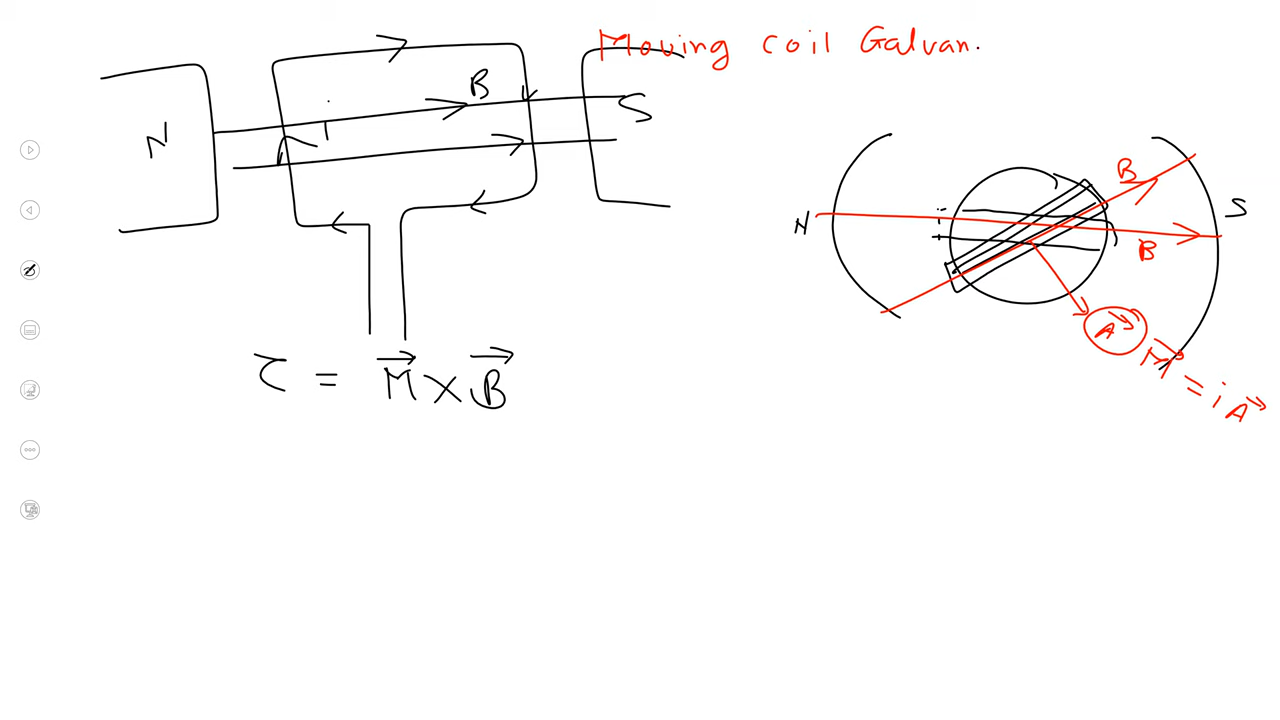 Moving coil Galvan.
N
B
i
S
N
B
B
S
i
A⃗
M⃗ = iA⃗
τ = M⃗ × B⃗